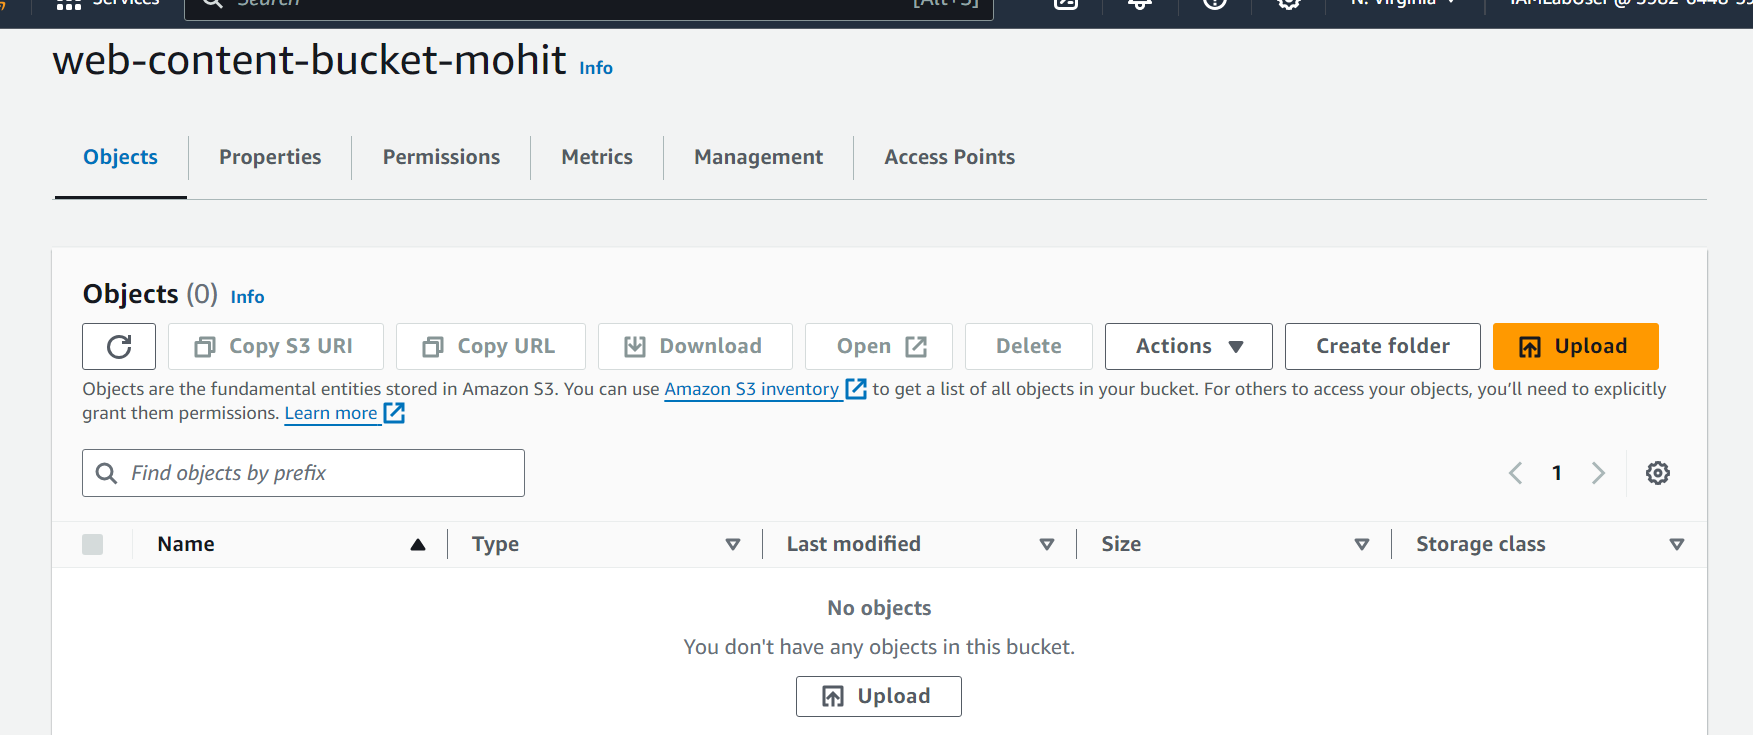 Services Search [Alt+S] N. Virginia
web-content-bucket-mohit Info
Objects Properties Permissions Metrics Management Access Points
Objects (0) Info
Copy S3 URI Copy URL Download Open Delete Actions Create folder Upload
Objects are the fundamental entities stored in Amazon S3. You can use Amazon S3 inventory to get a list of all objects in your bucket. For others to access your objects, you’ll need to explicitly
grant them permissions. Learn more
Find objects by prefix 1
Name Type Last modified Size Storage class
No objects
You don't have any objects in this bucket.
Upload